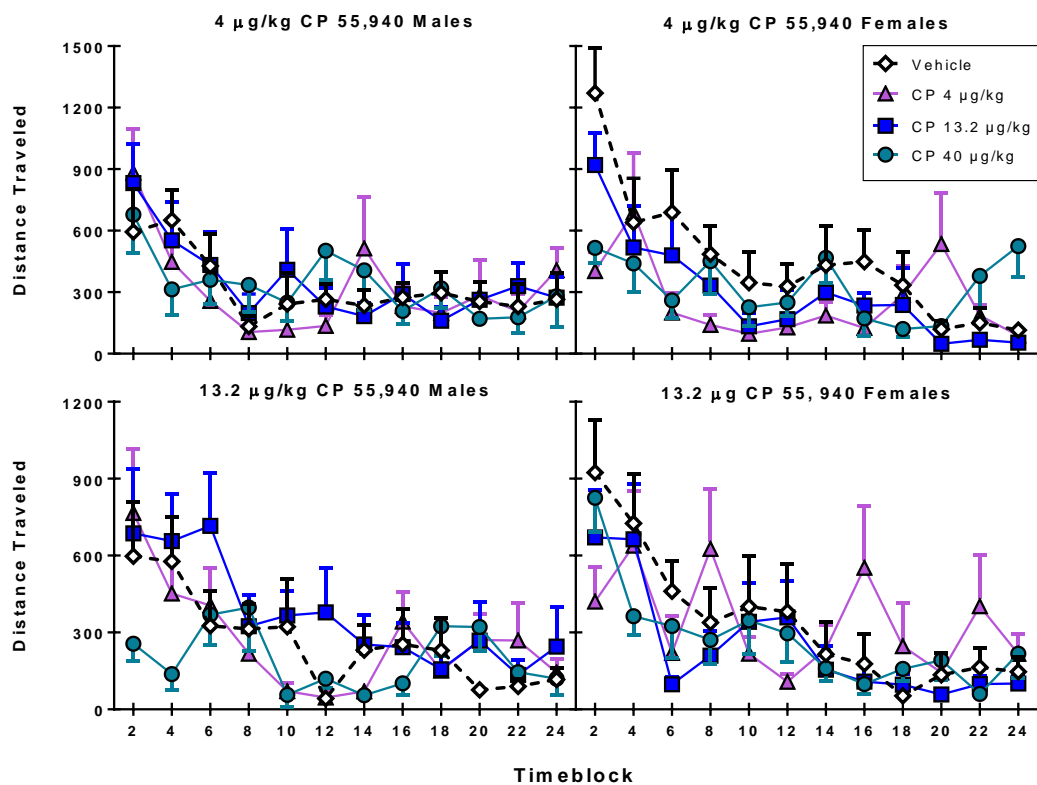 4 µg/kg CP 55,940 Males
4 µg/kg CP 55,940 Females
1500
1200
900
600
300
0
Distance Traveled
Vehicle
CP 4 µg/kg
CP 13.2 µg/kg
CP 40 µg/kg
13.2 µg/kg CP 55,940 Males
13.2 µg CP 55, 940 Females
1200
900
600
300
0
Distance Traveled
2 4 6 8 10 12 14 16 18 20 22 24
2 4 6 8 10 12 14 16 18 20 22 24
Timeblock